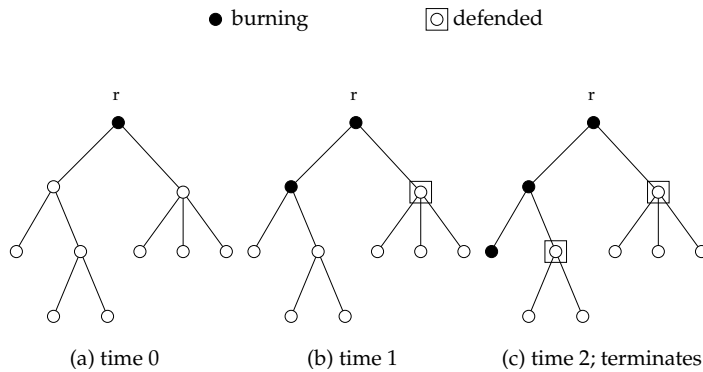 burning defended
r r r
(a) time 0 (b) time 1 (c) time 2; terminates